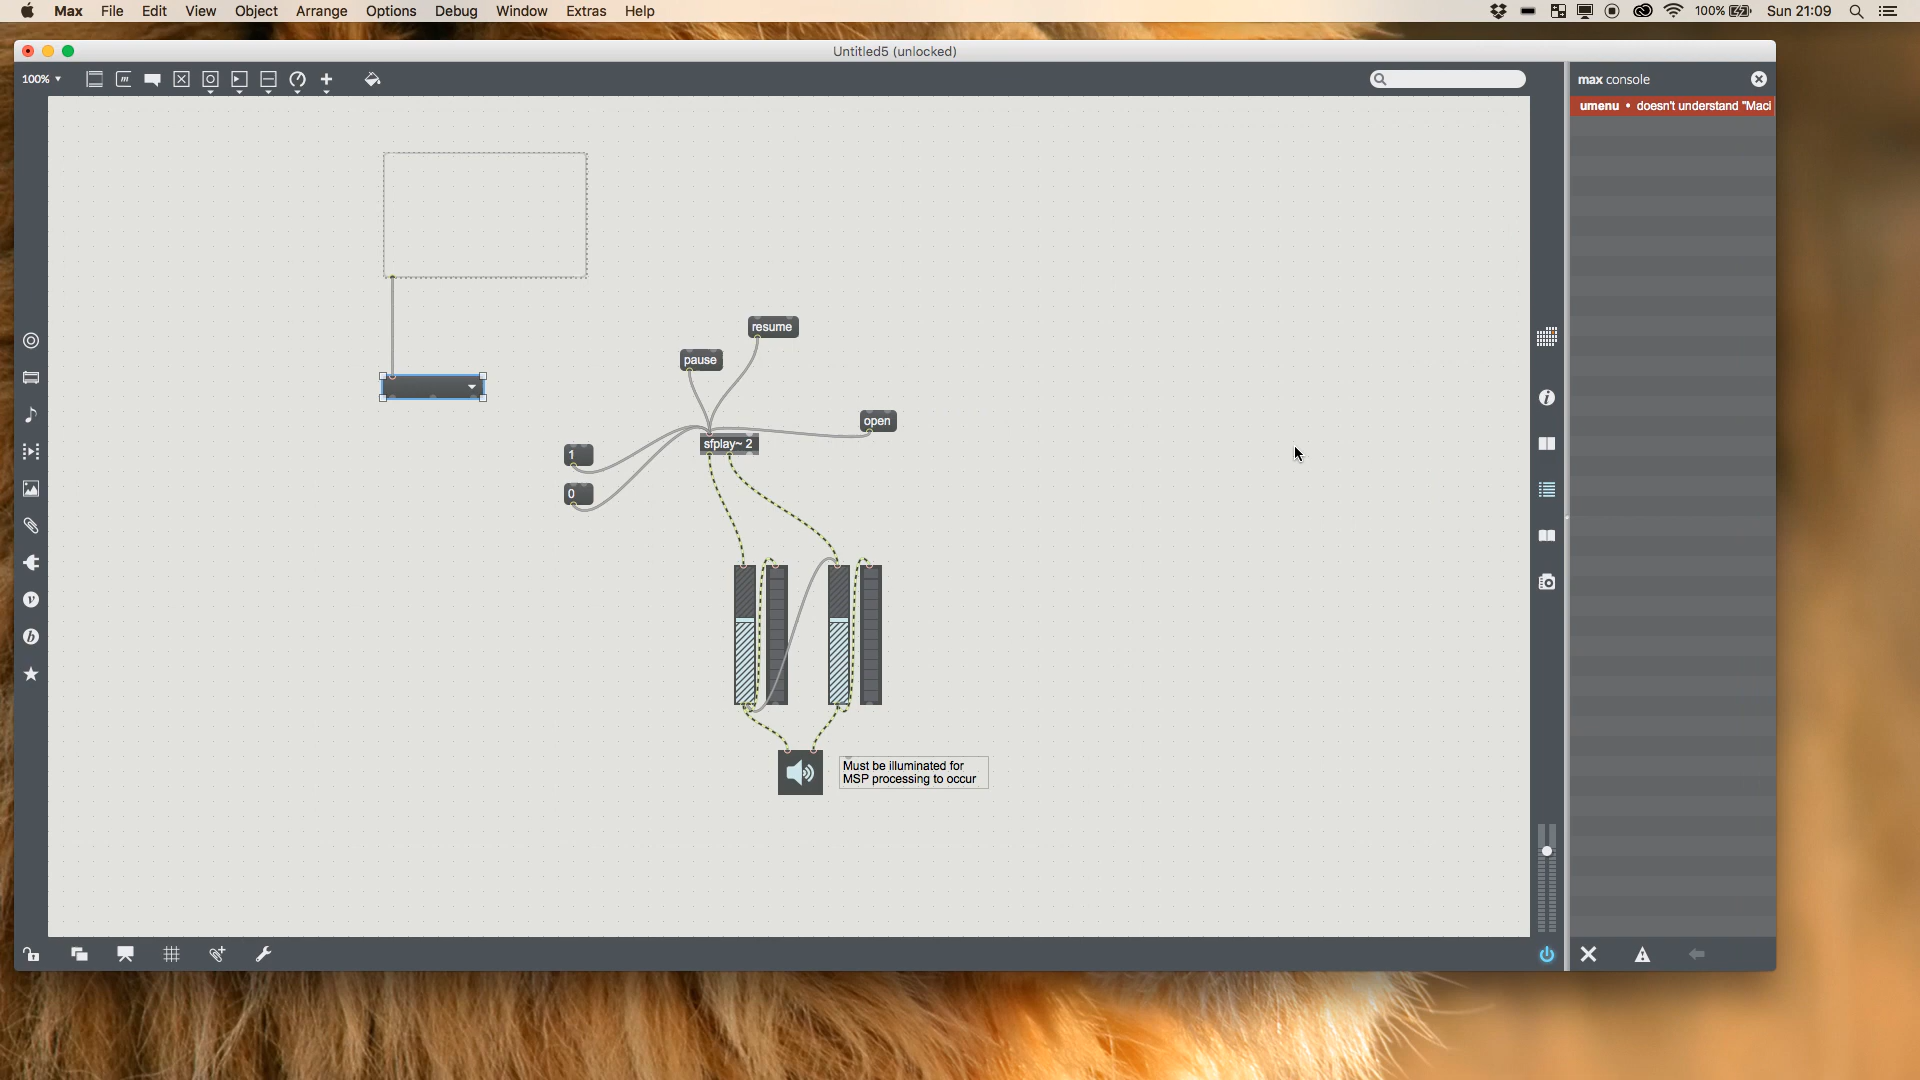 Max File Edit View Object Arrange Options Debug Window Extras Help 100% Sun 21:09
Untitled5 (unlocked)
100%
max console
umenu • doesn't understand "Maci
resume
pause
open
sfplay~ 2
1
0
Must be illuminated for
MSP processing to occur